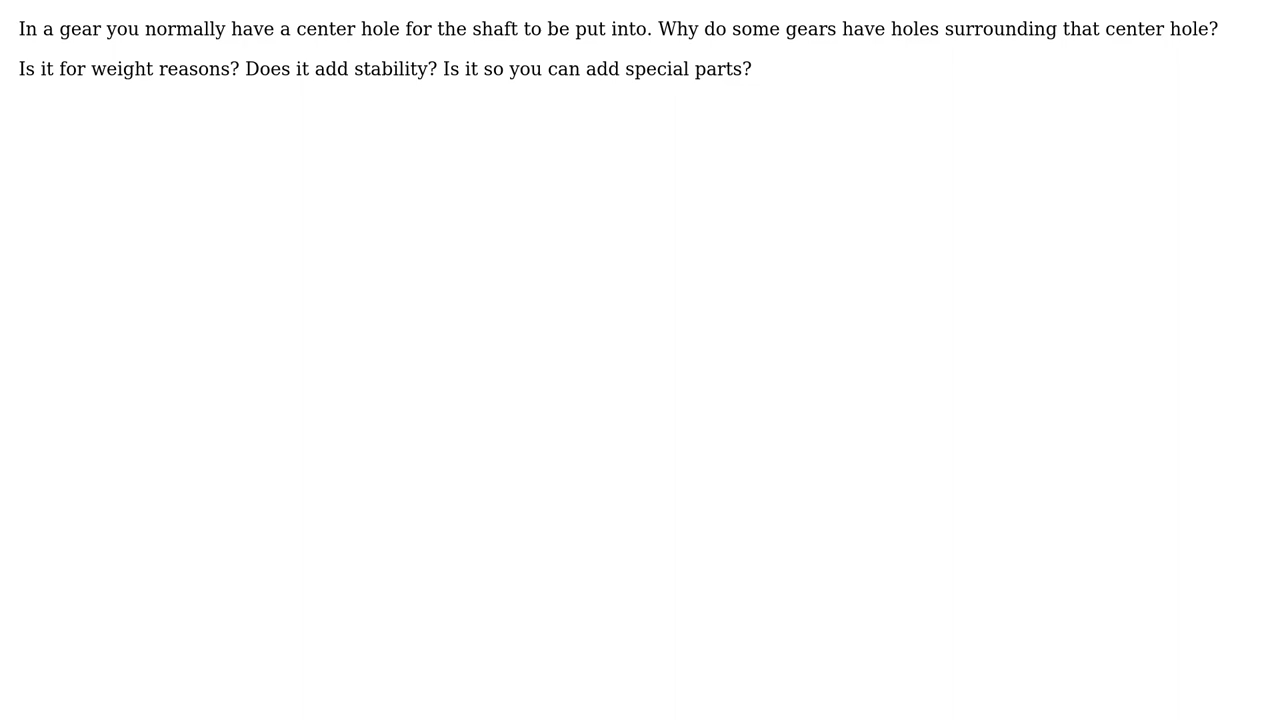 In a gear you normally have a center hole for the shaft to be put into. Why do some gears have holes surrounding that center hole?
Is it for weight reasons? Does it add stability? Is it so you can add special parts?